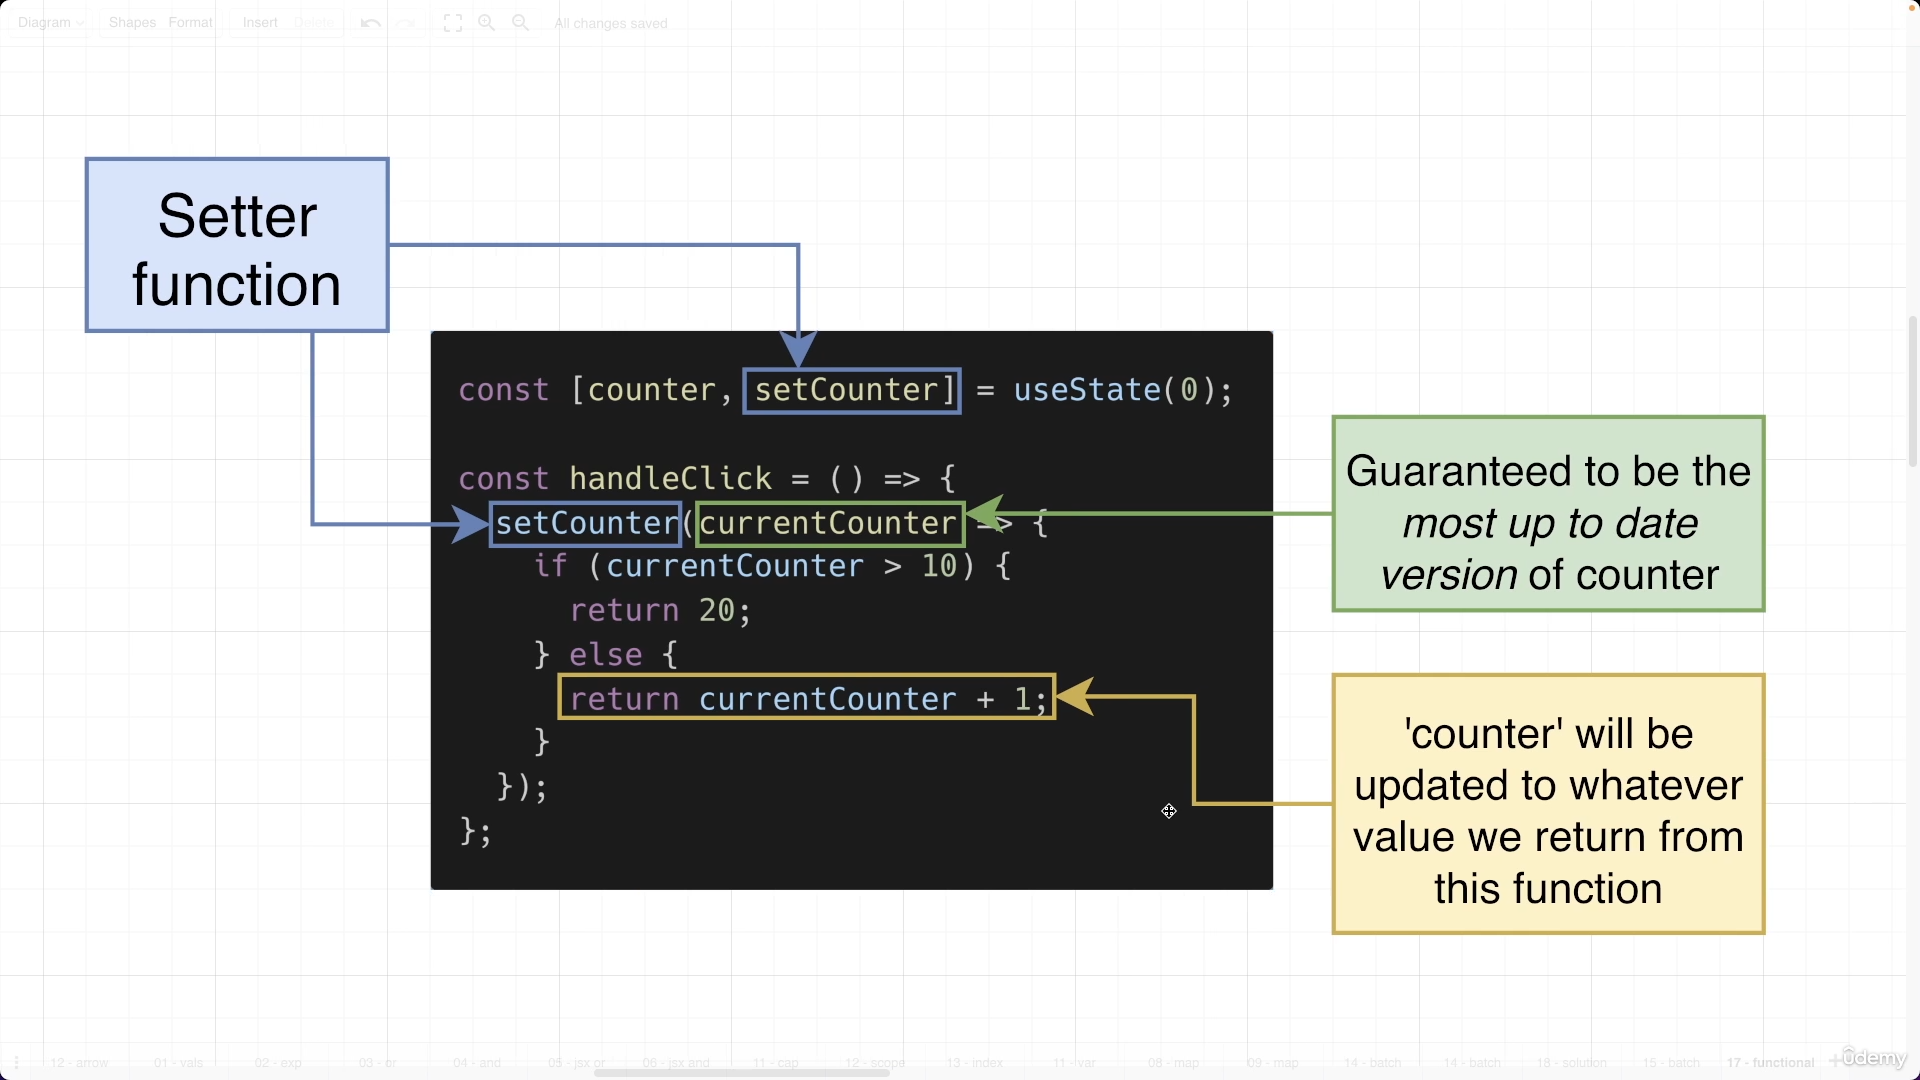 Diagram
Shapes
Format
Insert
Delete
All changes saved
Setter
function
const [counter, setCounter] = useState(0);
const handleClick = () => {
setCounter(currentCounter => {
if (currentCounter > 10) {
return 20;
} else {
return currentCounter + 1;
}
});
};
Guaranteed to be the
most up to date
version of counter
'counter' will be
updated to whatever
value we return from
this function
12 - arrow
01 - vals
02 - exp
03 - or
04 - and
05 - jsx or
06 - jsx and
11 - cap
12 - scope
13 - index
11 - var
08 - map
09 - map
14 - batch
14 - batch
18 - solution
15 - batch
17 - functional
ûdemy